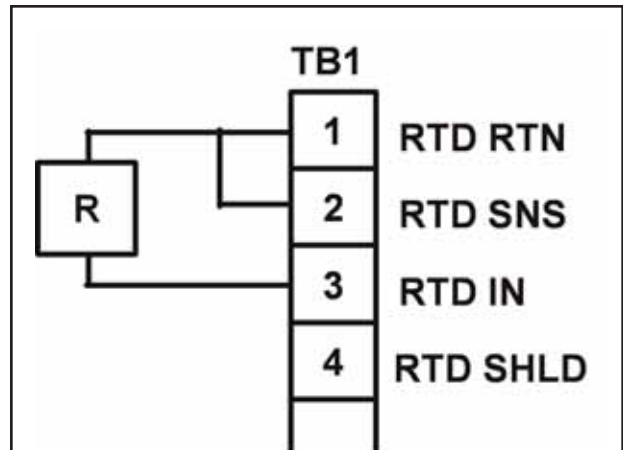 TB1
1 RTD RTN
R 2 RTD SNS
3 RTD IN
4 RTD SHLD